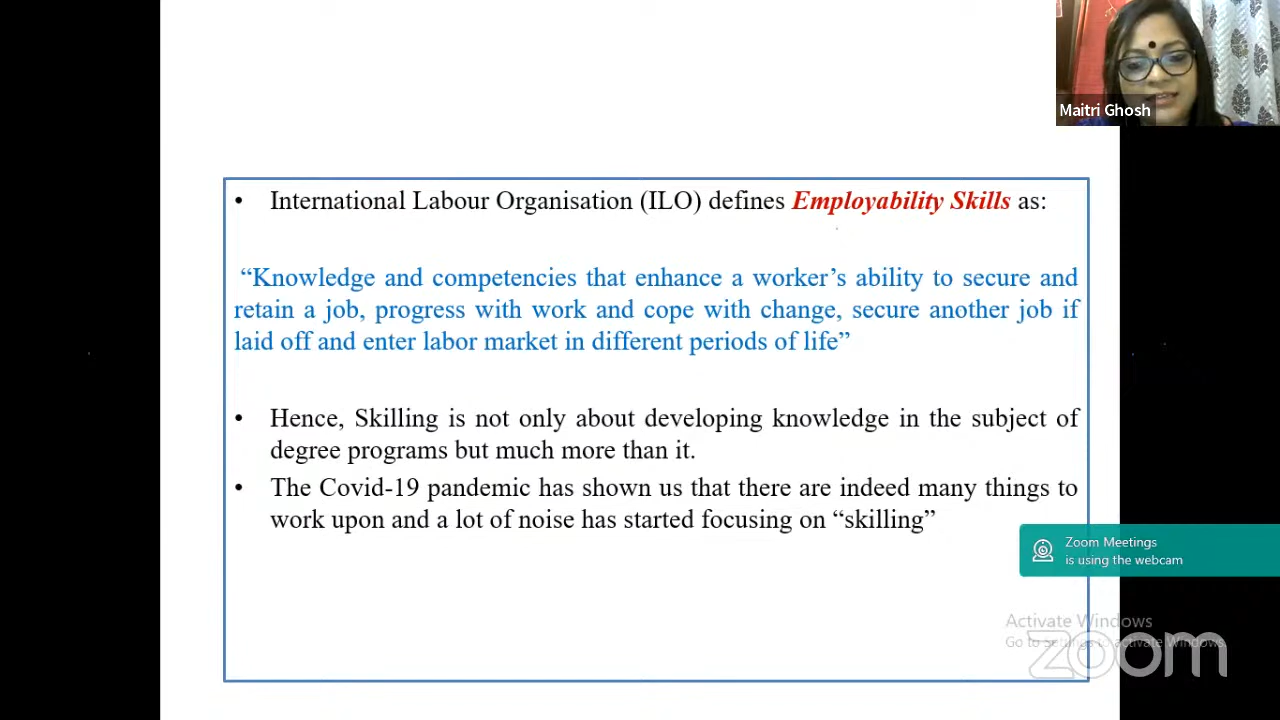 Maitri Ghosh
• International Labour Organisation (ILO) defines Employability Skills as:
“Knowledge and competencies that enhance a worker’s ability to secure and
retain a job, progress with work and cope with change, secure another job if
laid off and enter labor market in different periods of life”
• Hence, Skilling is not only about developing knowledge in the subject of
degree programs but much more than it.
• The Covid-19 pandemic has shown us that there are indeed many things to
work upon and a lot of noise has started focusing on “skilling”
Zoom Meetings
is using the webcam
Activate Windows
Go to Settings to activate Windows.
zoom